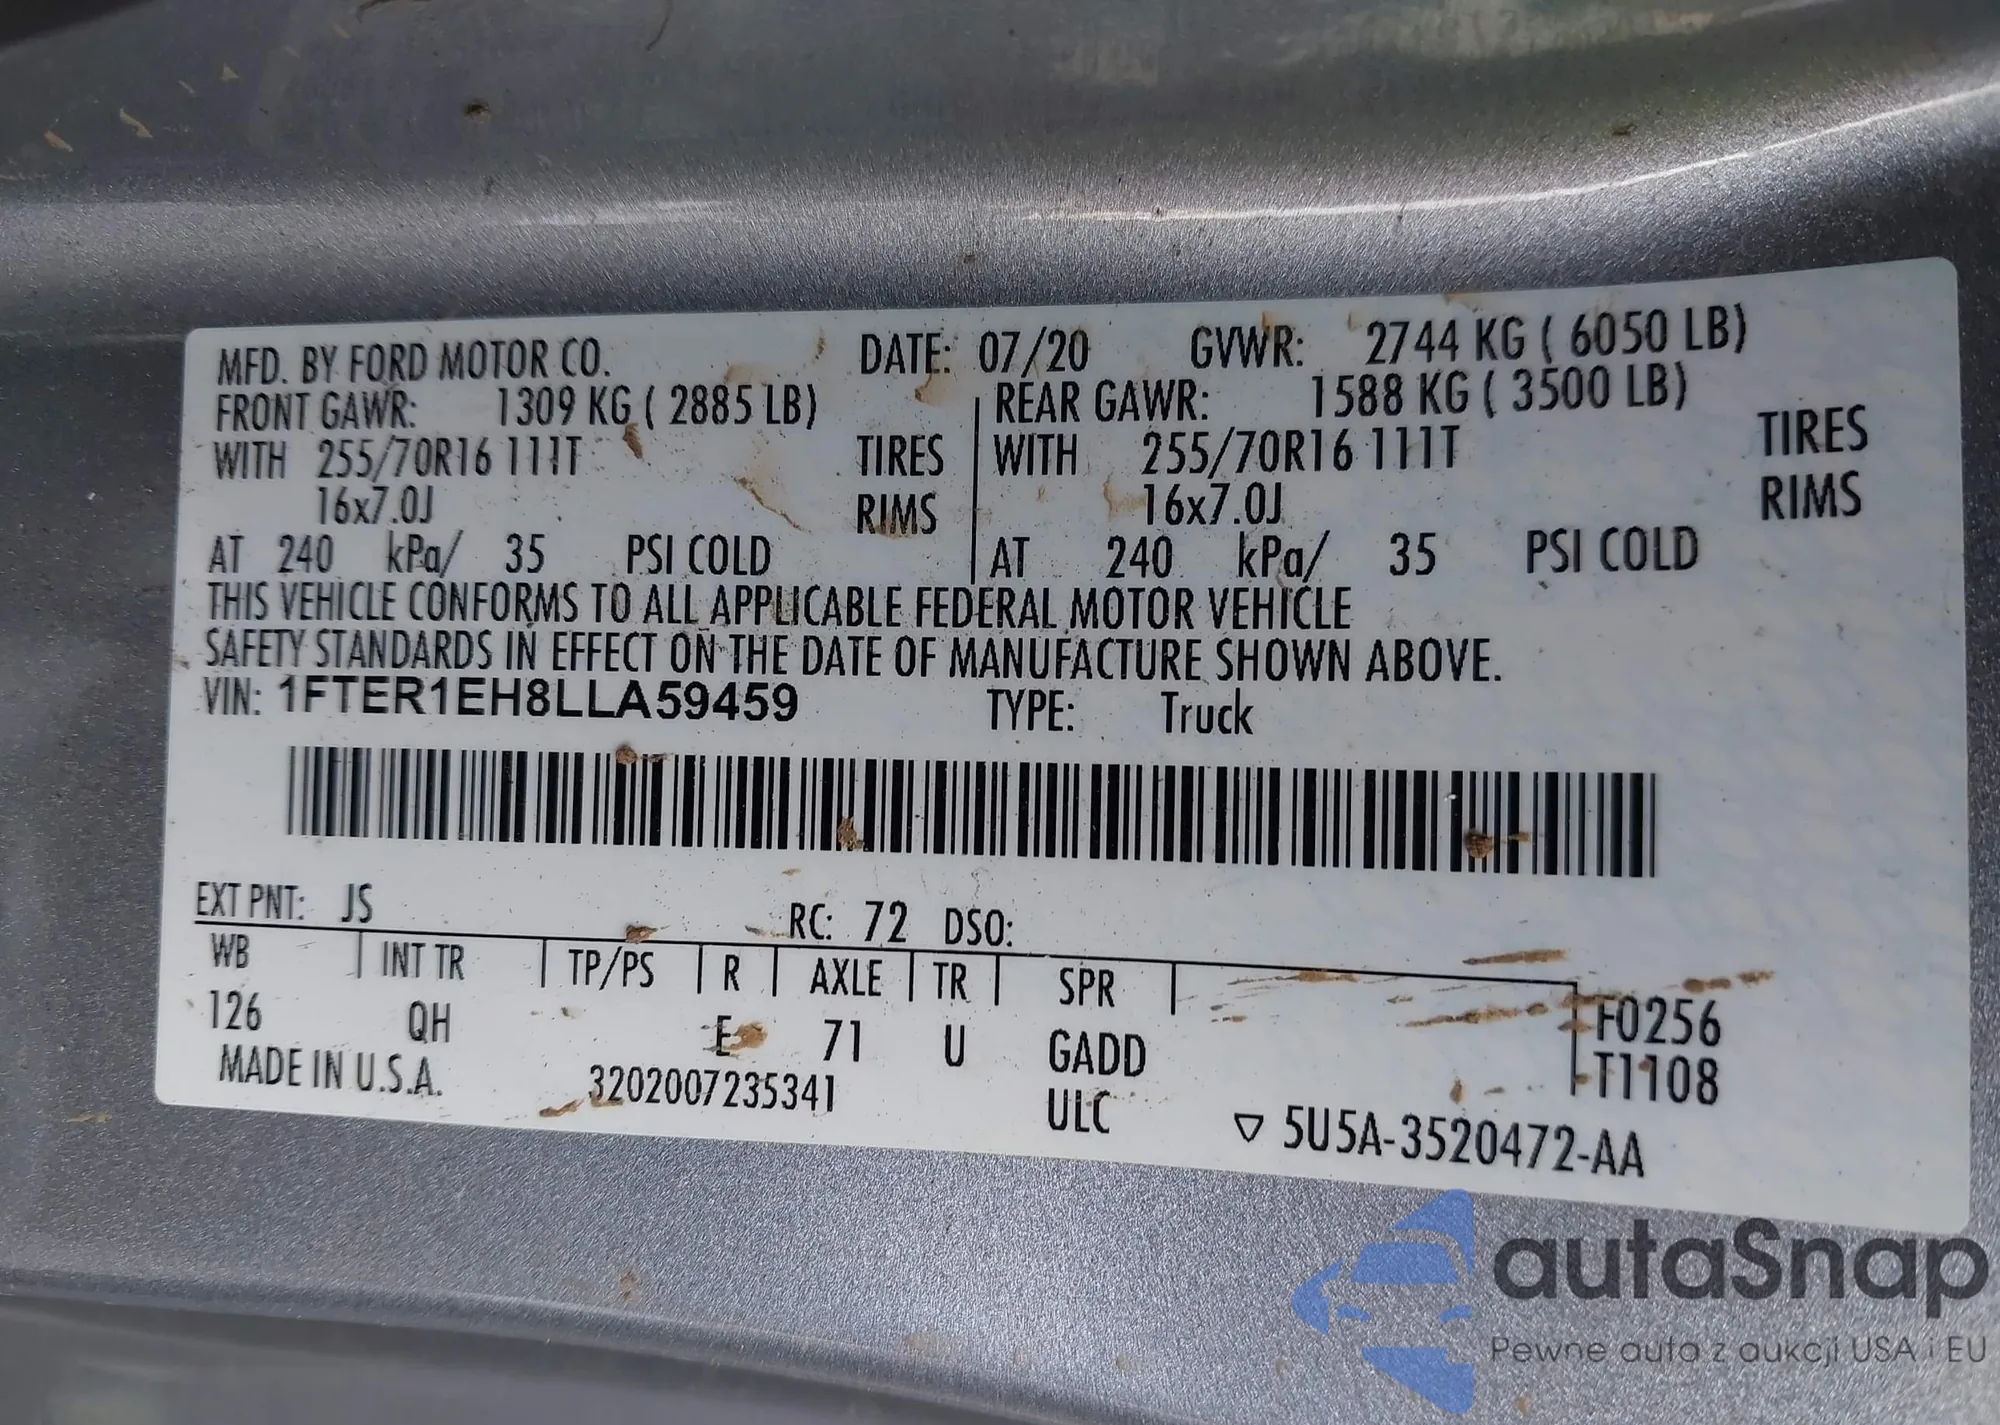 MFD. BY FORD MOTOR CO. DATE: 07/20 GVWR: 2744 KG ( 6050 LB)
FRONT GAWR: 1309 KG ( 2885 LB) REAR GAWR: 1588 KG ( 3500 LB)
WITH 255/70R16 111T TIRES WITH 255/70R16 111T TIRES
16x7.0J RIMS 16x7.0J RIMS
AT 240 kPa/ 35 PSI COLD AT 240 kPa/ 35 PSI COLD
THIS VEHICLE CONFORMS TO ALL APPLICABLE FEDERAL MOTOR VEHICLE
SAFETY STANDARDS IN EFFECT ON THE DATE OF MANUFACTURE SHOWN ABOVE.
VIN: 1FTER1EH8LLA59459 TYPE: Truck
EXT PNT: JS RC: 72 DSO:
WB INT TR TP/PS R AXLE TR SPR
126 QH E 71 U GADD F0256
MADE IN U.S.A. 3202007235341 ULC T1108
▽ 5U5A-3520472-AA
autaSnap
Pewne auta z aukcji USA i EU